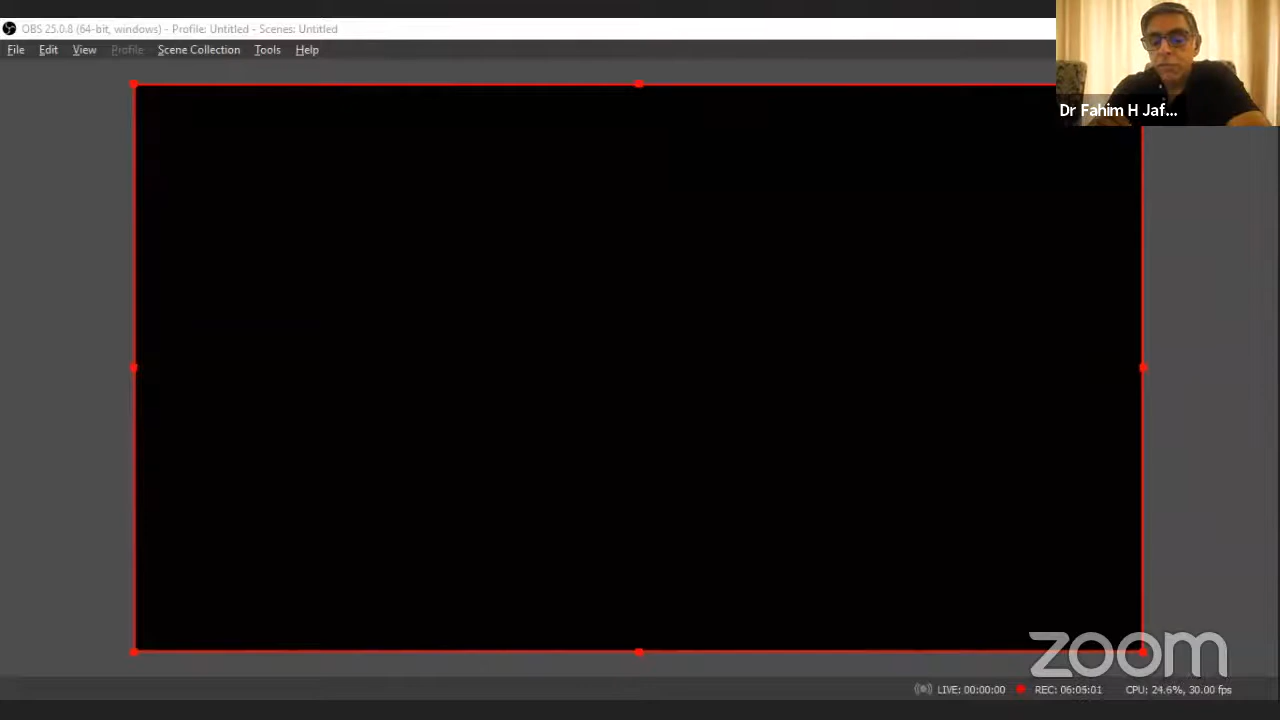 OBS 25.0.8 (64-bit, windows) - Profile: Untitled - Scenes: Untitled
File Edit View Profile Scene Collection Tools Help
Dr Fahim H Jaf...
zoom
LIVE: 00:00:00 REC: 06:05:01 CPU: 24.6%, 30.00 fps